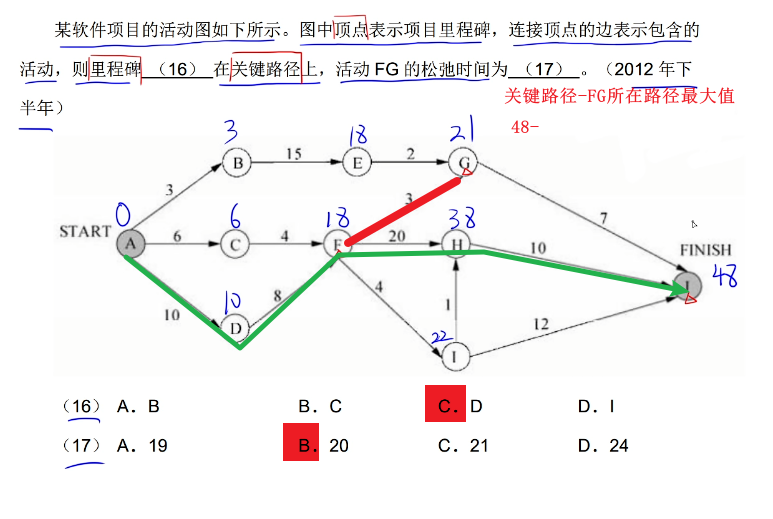 某软件项目的活动图如下所示。图中顶点表示项目里程碑，连接顶点的边表示包含的
活动，则里程碑 （16） 在关键路径上，活动 FG 的松弛时间为 （17） 。（2012 年下
半年）
关键路径-FG所在路径最大值
48-
3 18 21
B 15 E 2 G
3 3 7
START 0 6 18 38
A 6 C 4 F 20 H 10 FINISH
48
10 10 8 4 1
D 22 I 12
（16） A．B B．C C．D D．I
（17） A．19 B．20 C．21 D．24